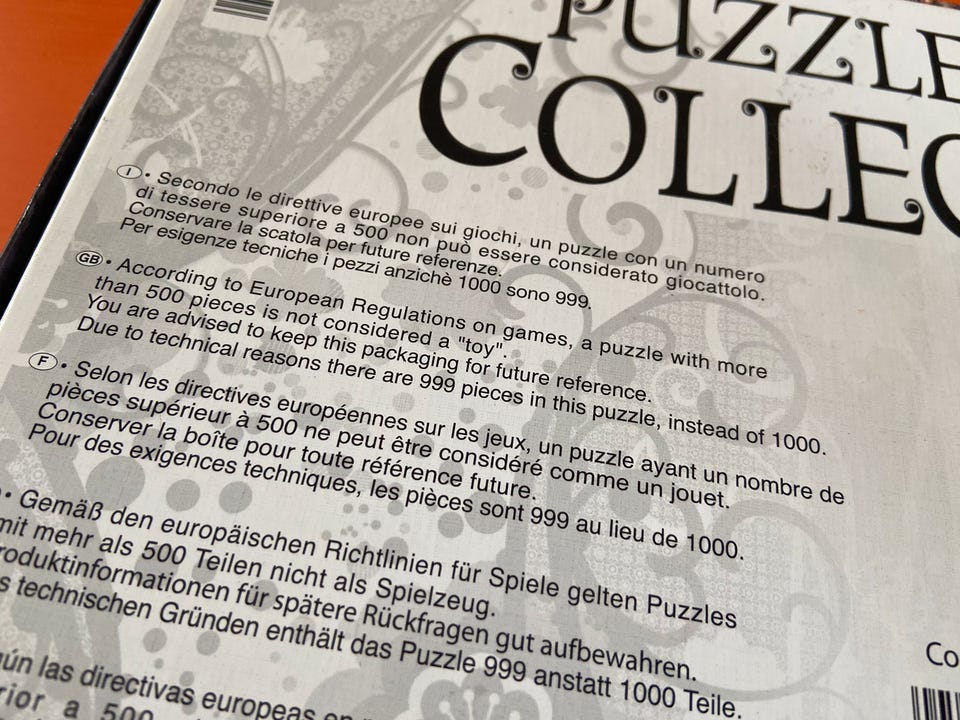 PUZZLE
COLLEC
I • Secondo le direttive europee sui giochi, un puzzle con un numero
di tessere superiore a 500 non può essere considerato giocattolo.
Conservare la scatola per future referenze.
Per esigenze tecniche i pezzi anzichè 1000 sono 999.
GB • According to European Regulations on games, a puzzle with more
than 500 pieces is not considered a "toy".
You are advised to keep this packaging for future reference.
Due to technical reasons there are 999 pieces in this puzzle, instead of 1000.
F • Selon les directives européennes sur les jeux, un puzzle ayant un nombre de
pièces supérieur à 500 ne peut être considéré comme un jouet.
Conserver la boîte pour toute référence future.
Pour des exigences techniques, les pièces sont 999 au lieu de 1000.
• Gemäß den europäischen Richtlinien für Spiele gelten Puzzles
mit mehr als 500 Teilen nicht als Spielzeug.
roduktinformationen für spätere Rückfragen gut aufbewahren.
s technischen Gründen enthält das Puzzle 999 anstatt 1000 Teile.
gún las directivas europeas en
rior a 500
Co